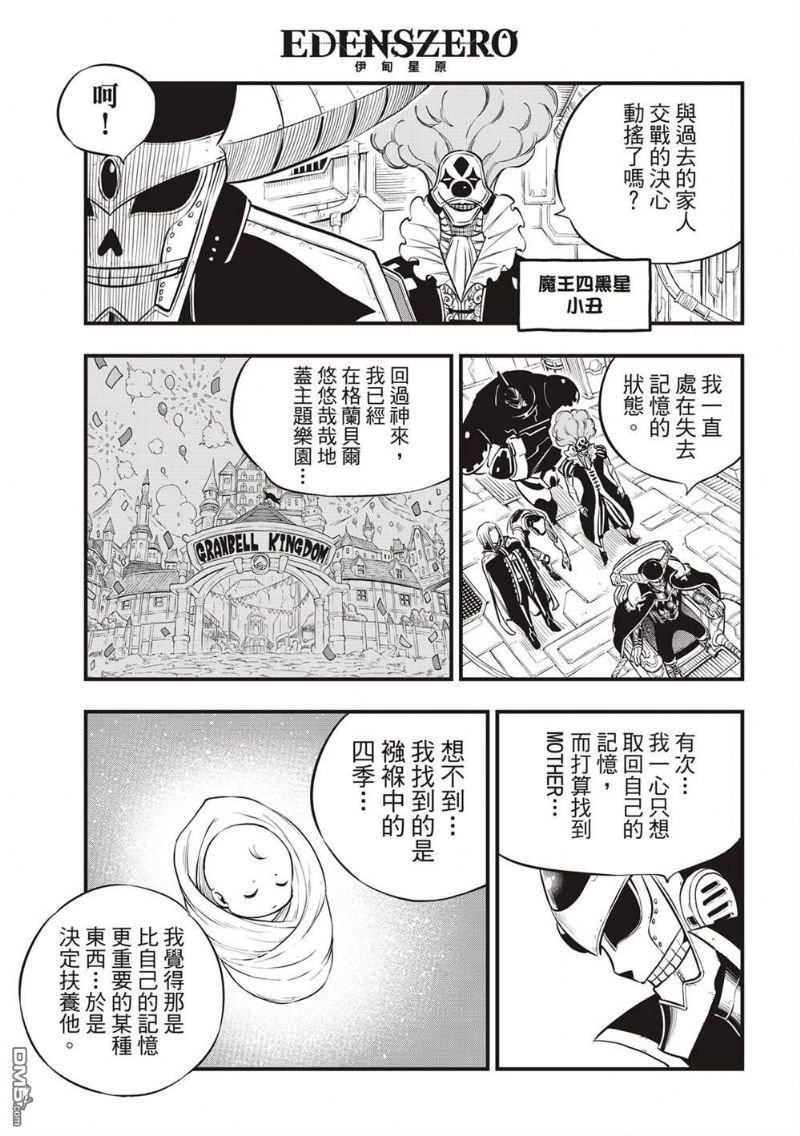 EDENSZERO
伊甸星原
與過去的家人
交戰的決心
動搖了嗎？
呵！
魔王四黑星
小丑
我一直
處在失去
記憶的
狀態。
回過神來，
我已經
在格蘭貝爾
悠悠哉哉地
蓋主題樂園…
GRANBELL KINGDOM
有次…
我一心只想
取回自己的
記憶，
而打算找到
MOTHER…
想不到…
我找到的是
襁褓中的
四季…
我覺得那是
比自己的記憶
更重要的某種
東西…於是
決定扶養他。
DM5.com